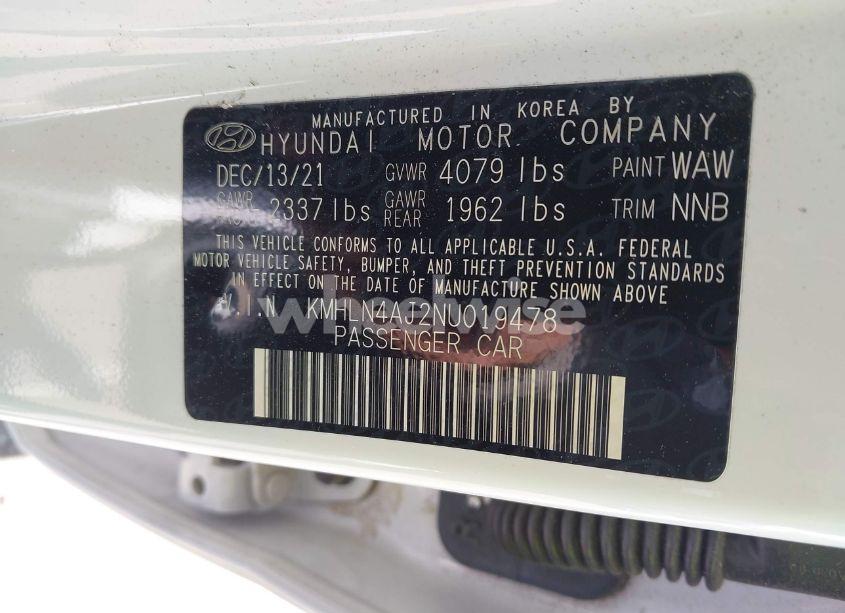 MANUFACTURED IN KOREA BY
HYUNDAI MOTOR COMPANY
DEC/13/21 GVWR 4079 lbs PAINT WAW
GAWR 2337 lbs GAWR REAR 1962 lbs TRIM NNB
THIS VEHICLE CONFORMS TO ALL APPLICABLE U.S.A. FEDERAL
MOTOR VEHICLE SAFETY, BUMPER, AND THEFT PREVENTION STANDARDS
IN EFFECT ON THE DATE OF MANUFACTURE SHOWN ABOVE
V.I.N KMHLN4AJ2NU019478
wheelwise
PASSENGER CAR